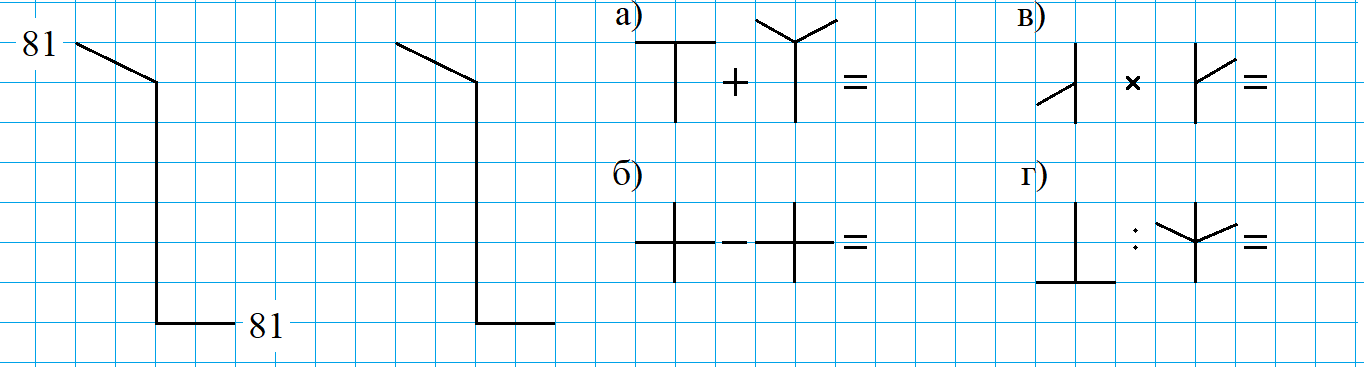 81
81
а) + =
б) − =
в) × =
г) : =